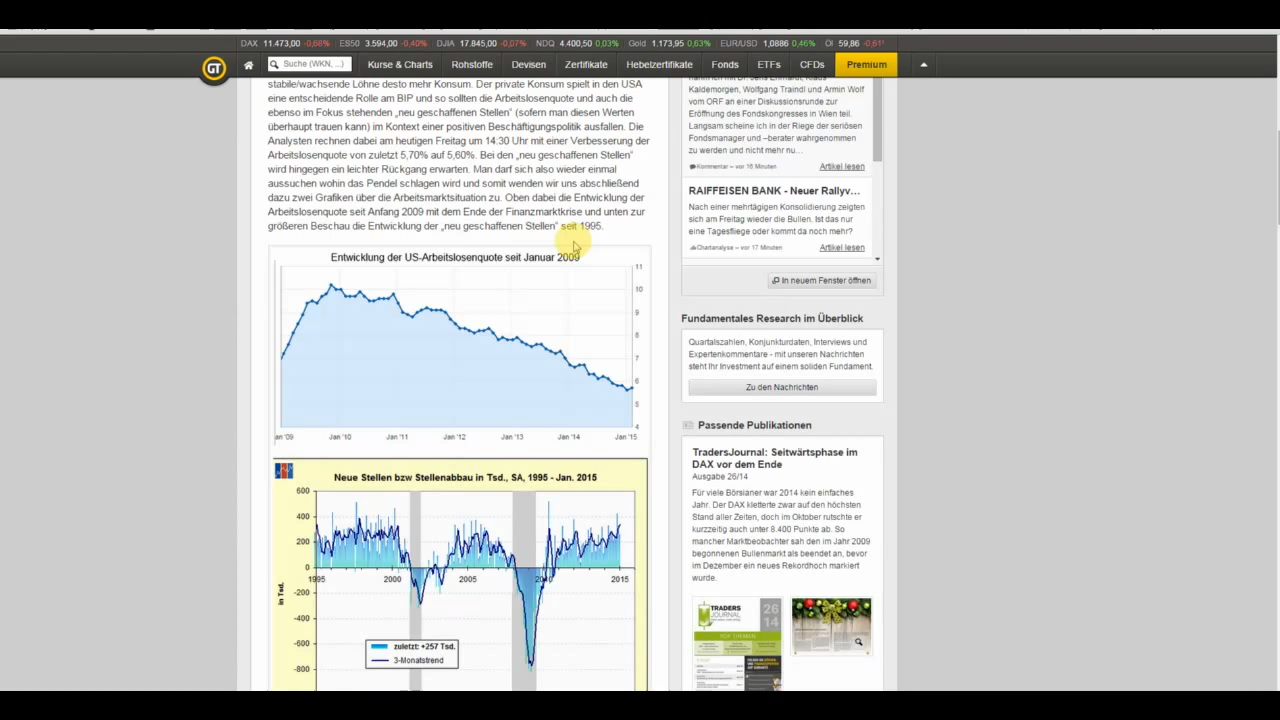 DAX 11.473,00 -0,68% ES50 3.594,00 -0,40% DJIA 17.845,00 -0,07% NDQ 4.400,50 0,03% Gold 1.173,95 0,63% EUR/USD 1,0886 0,46% Öl 59,86 -0,61%
GT
Suche (WKN, ...)
Kurse & Charts Rohstoffe Devisen Zertifikate Hebelzertifikate Fonds ETFs CFDs Premium
stabile/wachsende Löhne desto mehr Konsum. Der private Konsum spielt in den USA
eine entscheidende Rolle am BIP und so sollten die Arbeitslosenquote und auch die
ebenso im Fokus stehenden „neu geschaffenen Stellen“ (sofern man diesen Werten
überhaupt trauen kann) im Kontext einer positiven Beschäftigungspolitik ausfallen. Die
Analysten rechnen dabei am heutigen Freitag um 14:30 Uhr mit einer Verbesserung der
Arbeitslosenquote von zuletzt 5,70% auf 5,60%. Bei den „neu geschaffenen Stellen“
wird hingegen ein leichter Rückgang erwarten. Man darf sich also wieder einmal
aussuchen wohin das Pendel schlagen wird und somit wenden wir uns abschließend
dazu zwei Grafiken über die Arbeitsmarktsituation zu. Oben dabei die Entwicklung der
Arbeitslosenquote seit Anfang 2009 mit dem Ende der Finanzmarktkrise und unten zur
größeren Beschau die Entwicklung der „neu geschaffenen Stellen“ seit 1995.
Entwicklung der US-Arbeitslosenquote seit Januar 2009
11
10
9
8
7
6
5
4
an '09 Jan '10 Jan '11 Jan '12 Jan '13 Jan '14 Jan '15
Neue Stellen bzw Stellenabbau in Tsd., SA, 1995 - Jan. 2015
600
400
200
0
-200
-400
-600
-800
in Tsd.
1995 2000 2005 2010 2015
zuletzt: +257 Tsd.
3-Monatstrend
Kaldemorgen, Wolfgang Traindl und Armin Wolf
vom ORF an einer Diskussionsrunde zur
Eröffnung des Fondskongresses in Wien teil.
Langsam scheine ich in der Riege der seriösen
Fondsmanager und –berater wahrgenommen
zu werden und nicht mehr nu…
Kommentar – vor 16 Minuten Artikel lesen
RAIFFEISEN BANK - Neuer Rallyv…
Nach einer mehrtägigen Konsolidierung zeigten
sich am Freitag wieder die Bullen. Ist das nur
eine Tagesfliege oder kommt da noch mehr?
Chartanalyse – vor 17 Minuten Artikel lesen
In neuem Fenster öffnen
Fundamentales Research im Überblick
Quartalszahlen, Konjunkturdaten, Interviews und
Expertenkommentare - mit unseren Nachrichten
steht Ihr Investment auf einem soliden Fundament.
Zu den Nachrichten
Passende Publikationen
TradersJournal: Seitwärtsphase im
DAX vor dem Ende
Ausgabe 26/14
Für viele Börsianer war 2014 kein einfaches
Jahr. Der DAX kletterte zwar auf den höchsten
Stand aller Zeiten, doch im Oktober rutschte er
kurzzeitig auch unter 8.400 Punkte ab. So
mancher Marktbeobachter sah den im Jahr 2009
begonnenen Bullenmarkt als beendet an, bevor
im Dezember ein neues Rekordhoch markiert
wurde.
TRADERS
JOURNAL
26
14
TOP THEMEN